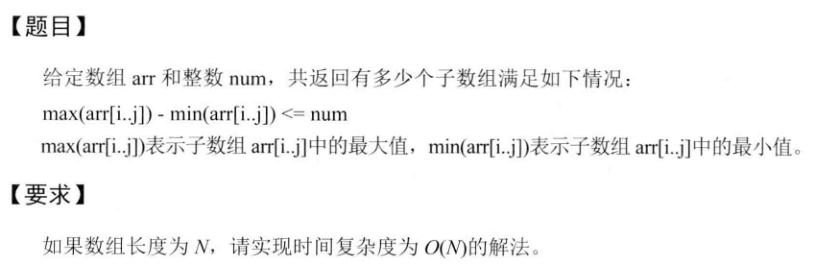 【题目】
给定数组 arr 和整数 num，共返回有多少个子数组满足如下情况：
max(arr[i..j]) - min(arr[i..j]) <= num
max(arr[i..j])表示子数组 arr[i..j]中的最大值，min(arr[i..j])表示子数组 arr[i..j]中的最小值。
【要求】
如果数组长度为 N，请实现时间复杂度为 O(N)的解法。